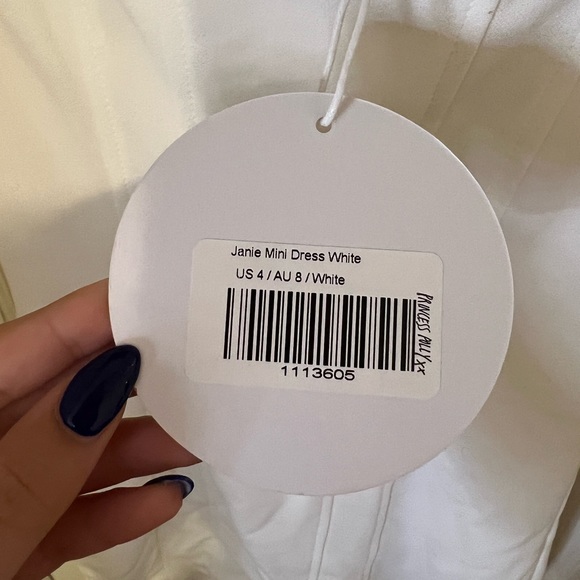 Janie Mini Dress White
US 4 / AU 8 / White
PRINCESS POLLY xx
1113605